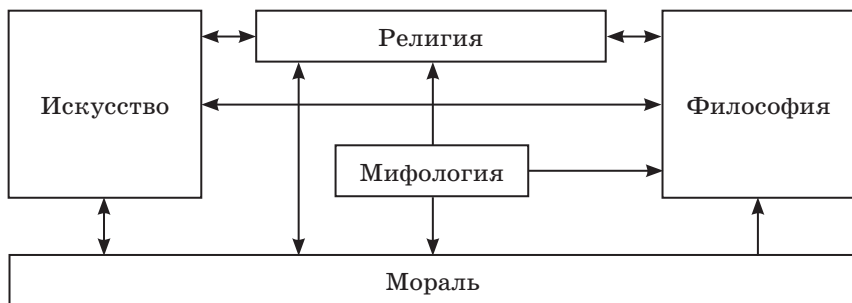 Религия
Искусство
Философия
Мифология
Мораль